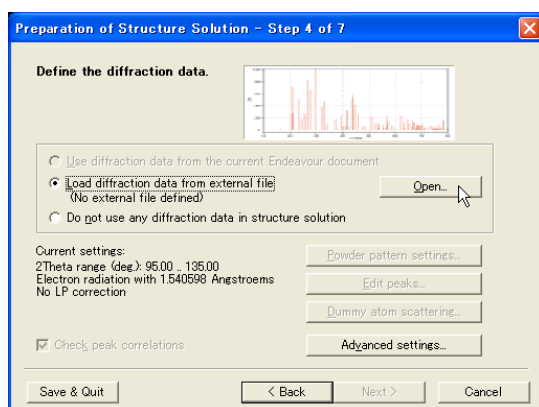 Preparation of Structure Solution - Step 4 of 7
Define the diffraction data.
Use diffraction data from the current Endeavour document
Load diffraction data from external file
(No external file defined)
Open...
Do not use any diffraction data in structure solution
Current settings:
2Theta range (deg.): 95.00 .. 135.00
Electron radiation with 1.540598 Angstroems
No LP correction
Powder pattern settings...
Edit peaks...
Dummy atom scattering...
Check peak correlations
Advanced settings...
Save & Quit
< Back
Next >
Cancel